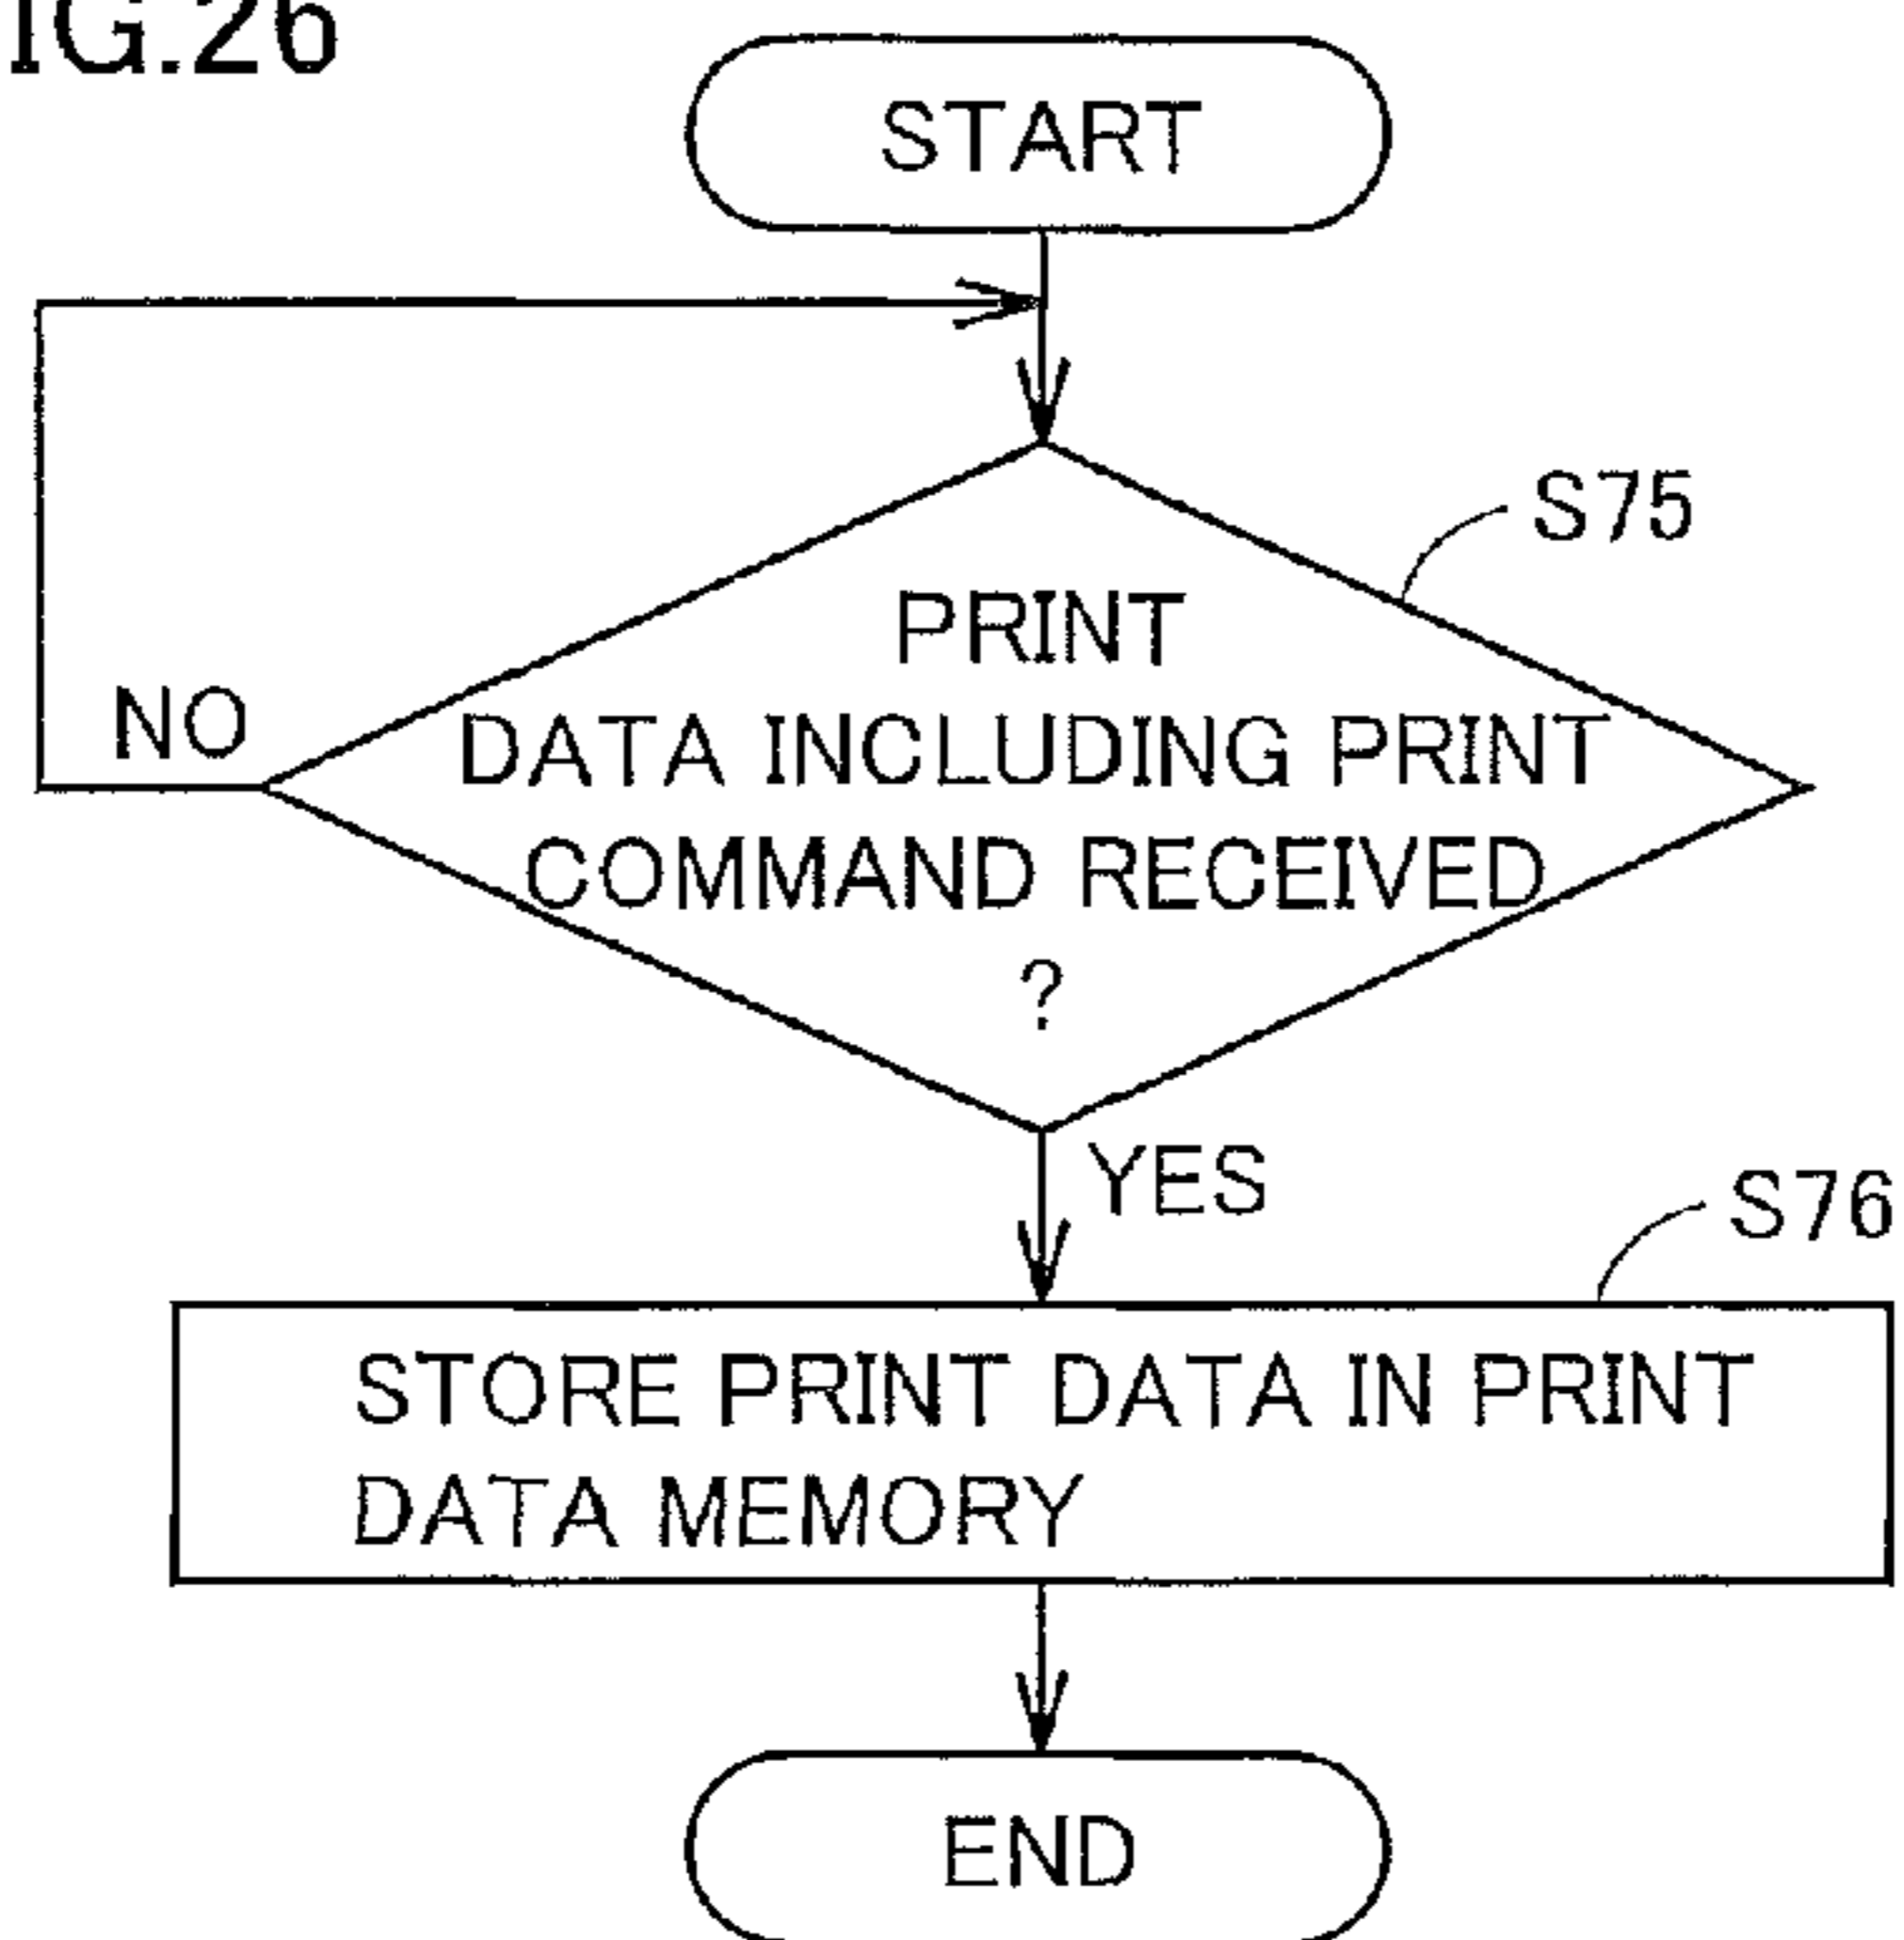 IG.26
START
S75
PRINT
DATA INCLUDING PRINT
COMMAND RECEIVED
?
NO
YES
S76
STORE PRINT DATA IN PRINT
DATA MEMORY
END